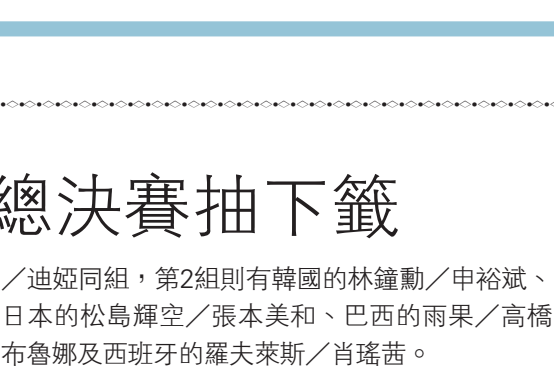 總決賽抽下籤
／迪婭同組，第2組則有韓國的林鐘勳／申裕斌、
日本的松島輝空／張本美和、巴西的雨果／高橋
布魯娜及西班牙的羅夫萊斯／肖瑤茜。